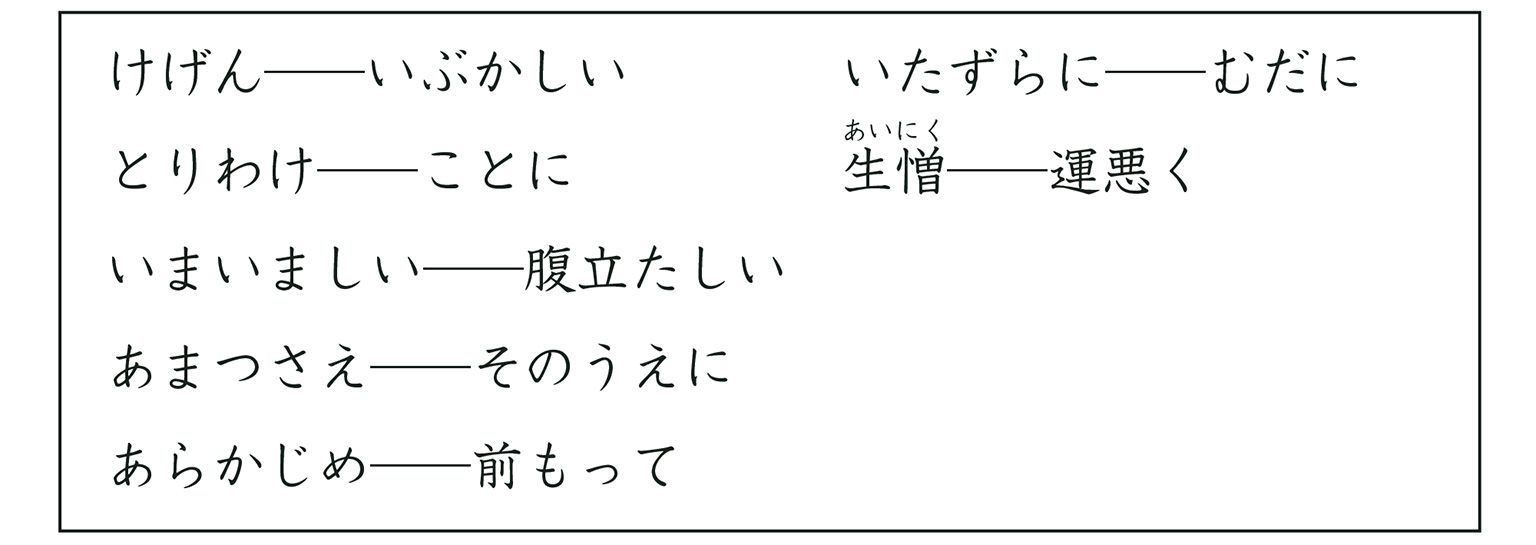 けげん——いぶかしい
とりわけ——ことに
いまいましい——腹立たしい
あまつさえ——そのうえに
あらかじめ——前もって
いたずらに——むだに
あいにく
生憎——運悪く